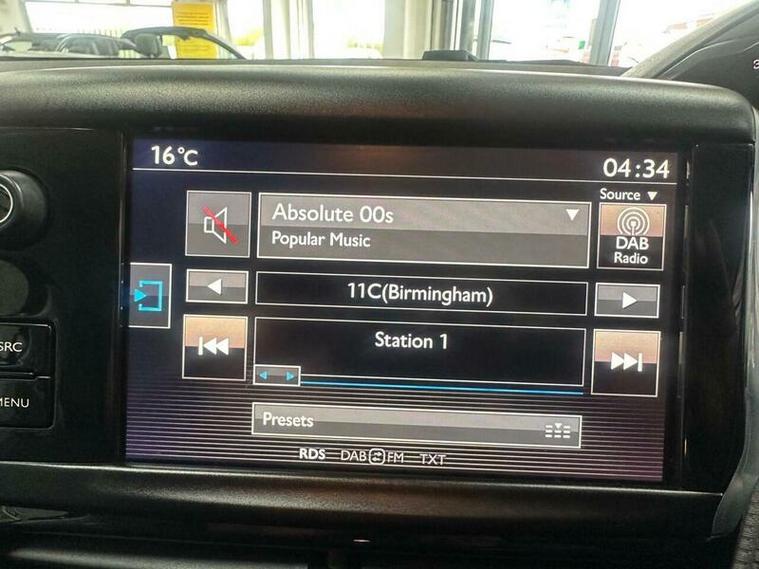 16°C
04:34
Source ▼
Absolute 00s
Popular Music
DAB
Radio
11C(Birmingham)
Station 1
SRC
MENU
Presets
RDS DAB FM TXT